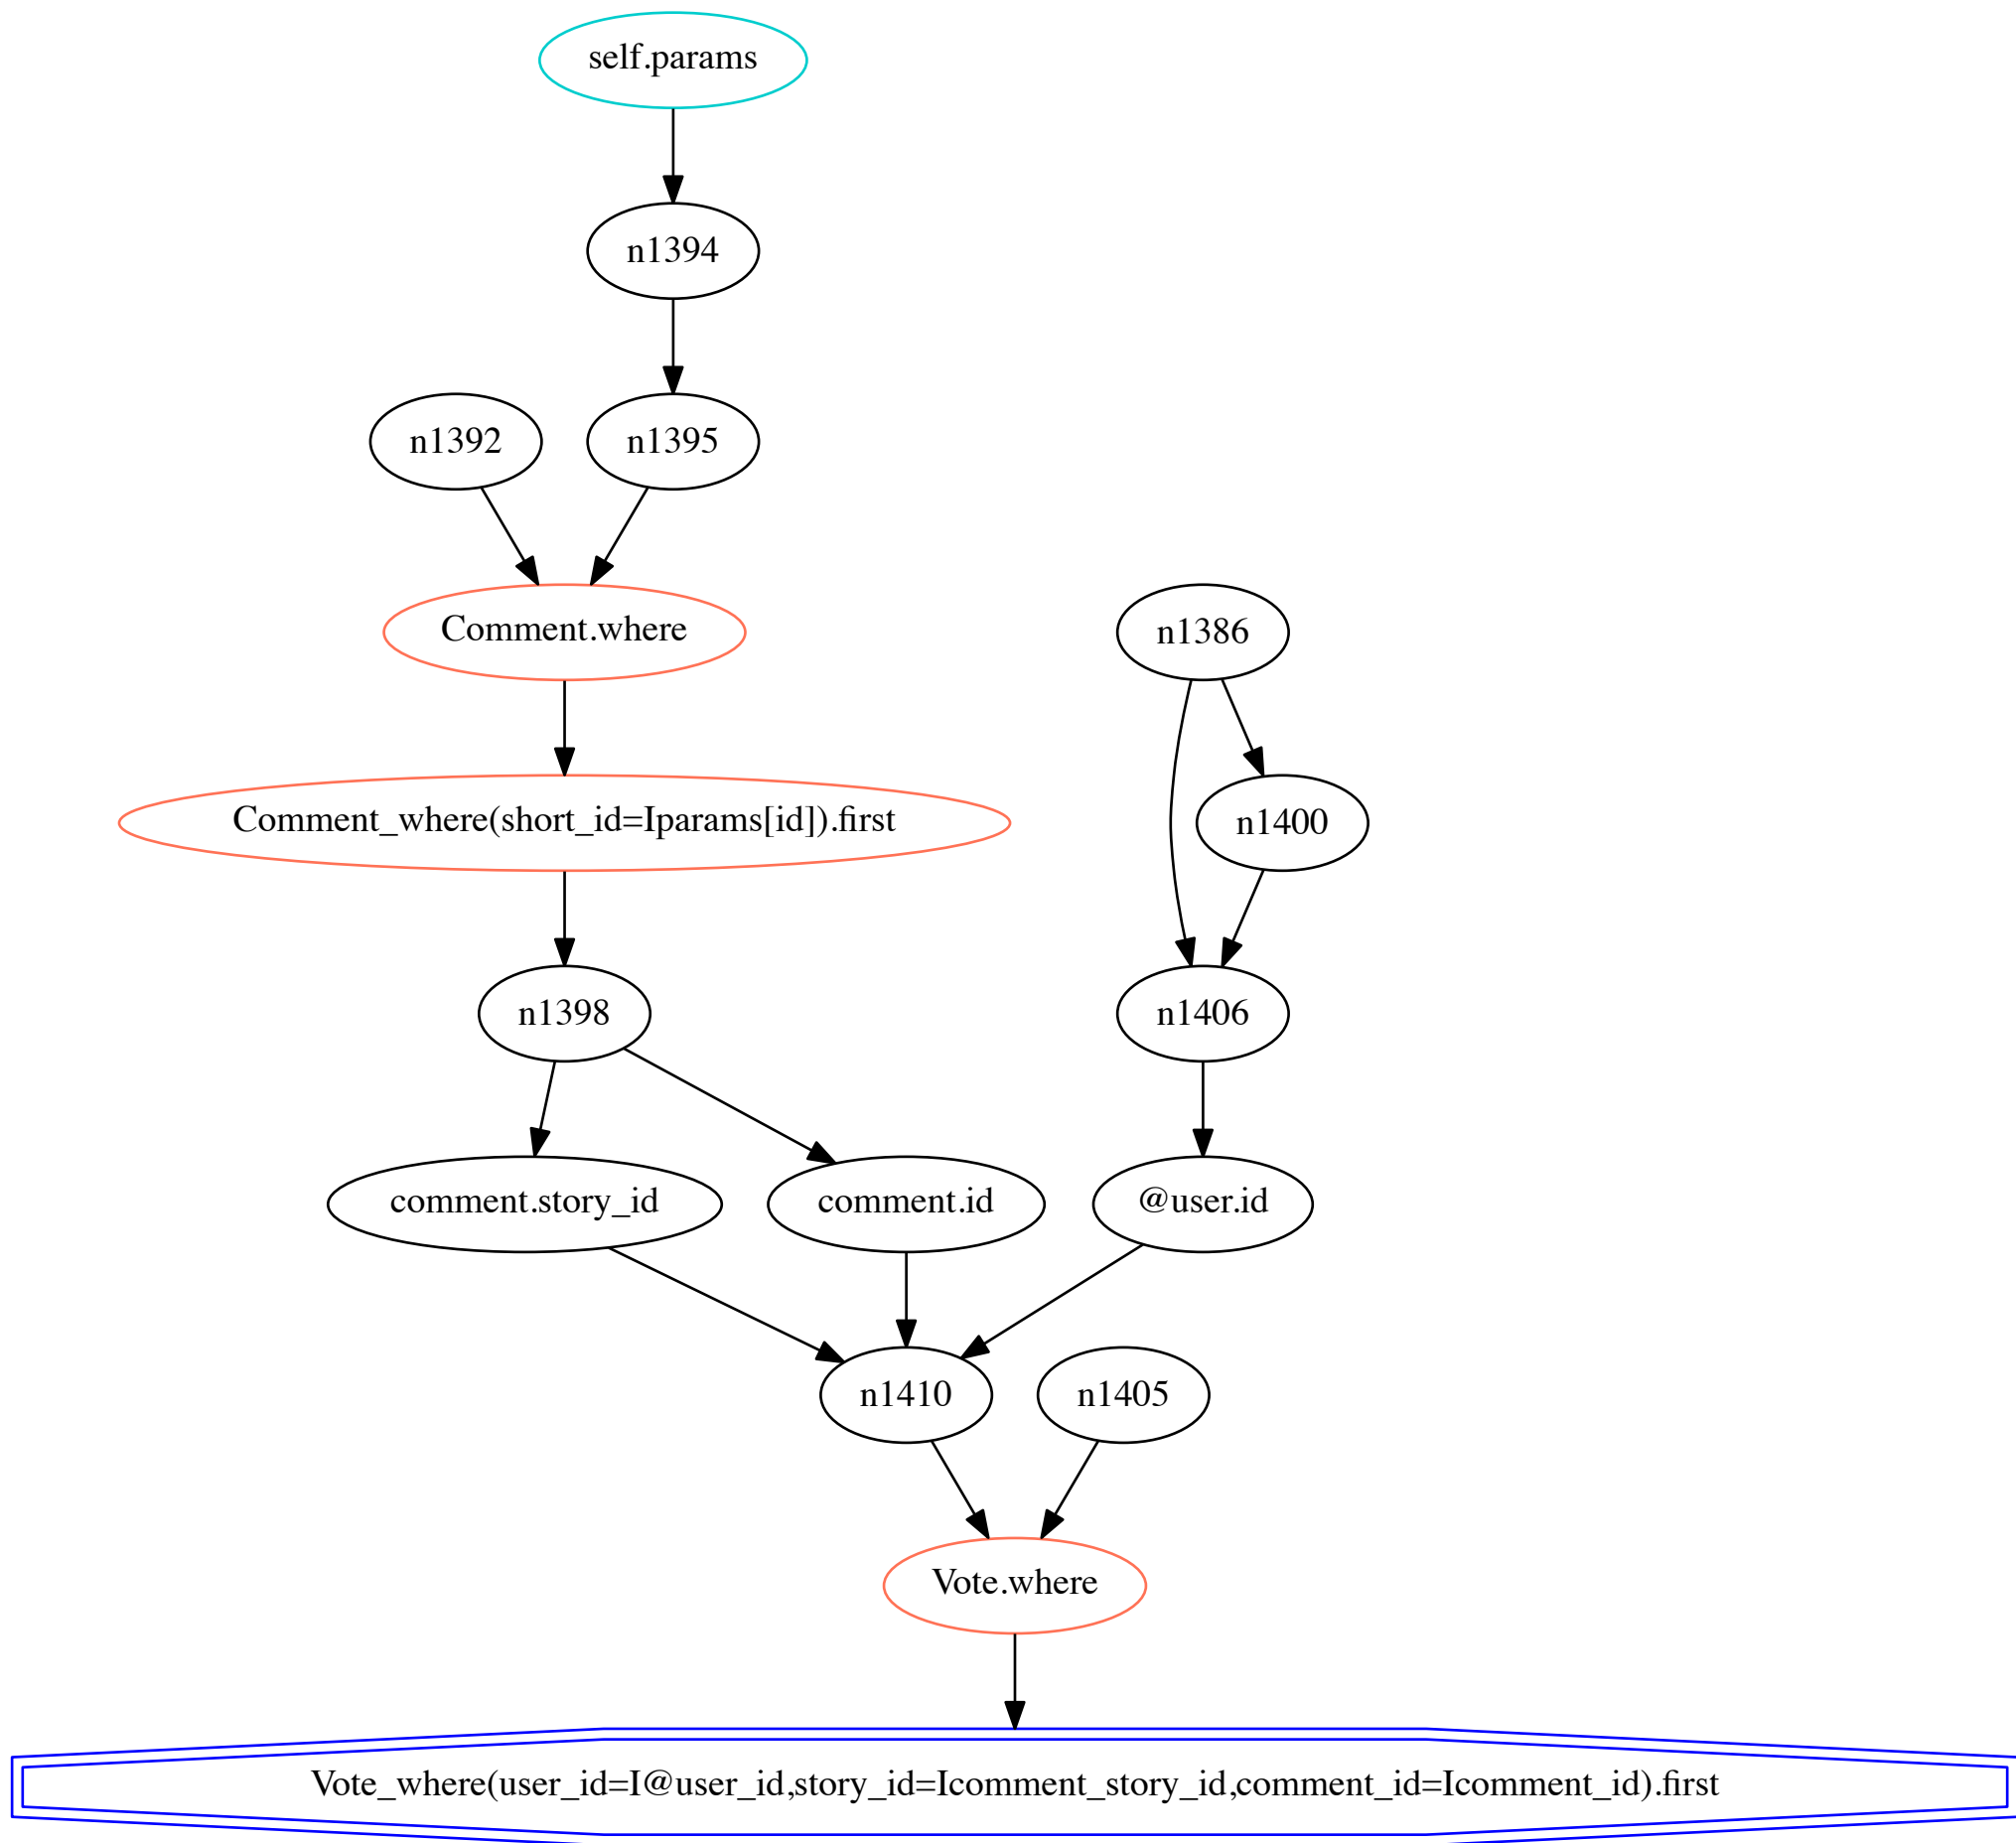 self.params
n1394
n1392
n1395
Comment.where
n1386
Comment_where(short_id=Iparams[id]).first
n1400
n1398
n1406
comment.story_id
comment.id
@user.id
n1410
n1405
Vote.where
Vote_where(user_id=I@user_id,story_id=Icomment_story_id,comment_id=Icomment_id).first